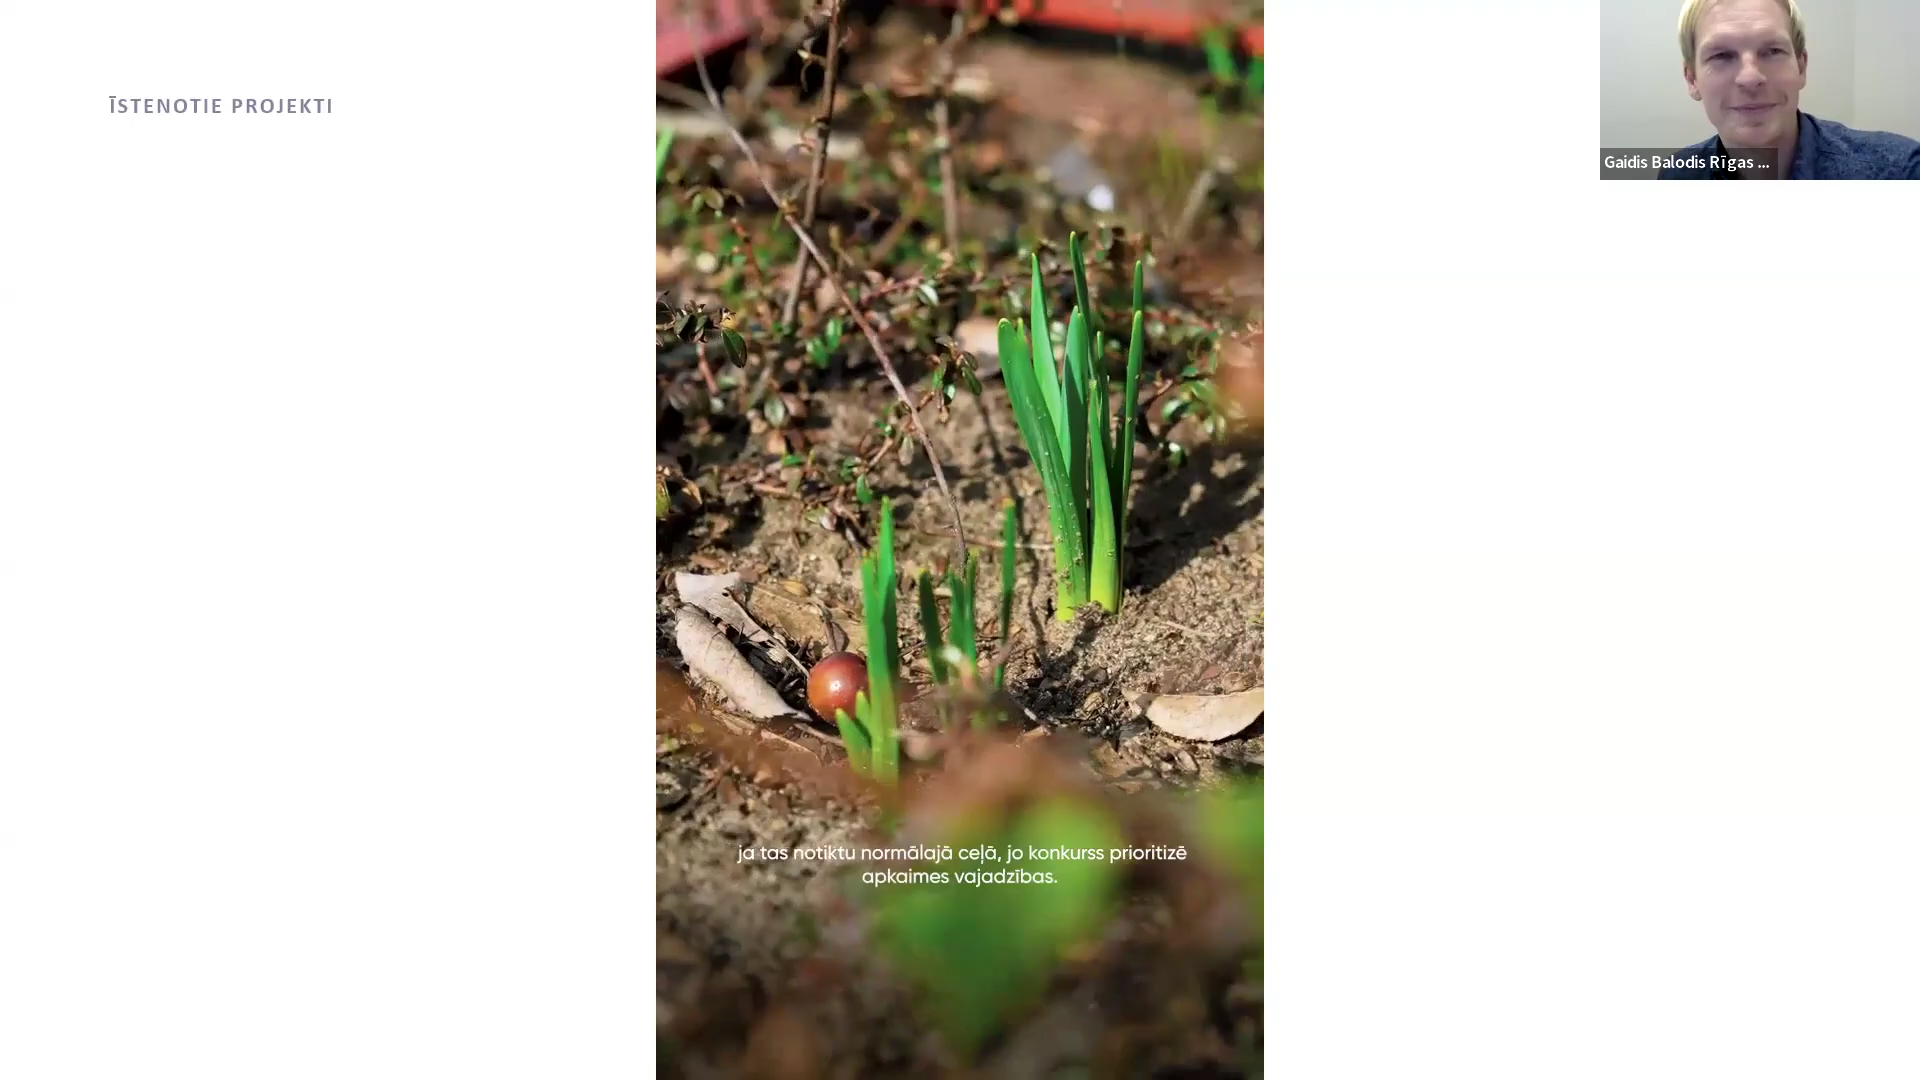 ĪSTENOTIE PROJEKTI
Gaidis Balodis Rīgas ...
ja tas notiktu normālajā ceļā, jo konkurss prioritizē
apkaimes vajadzības.